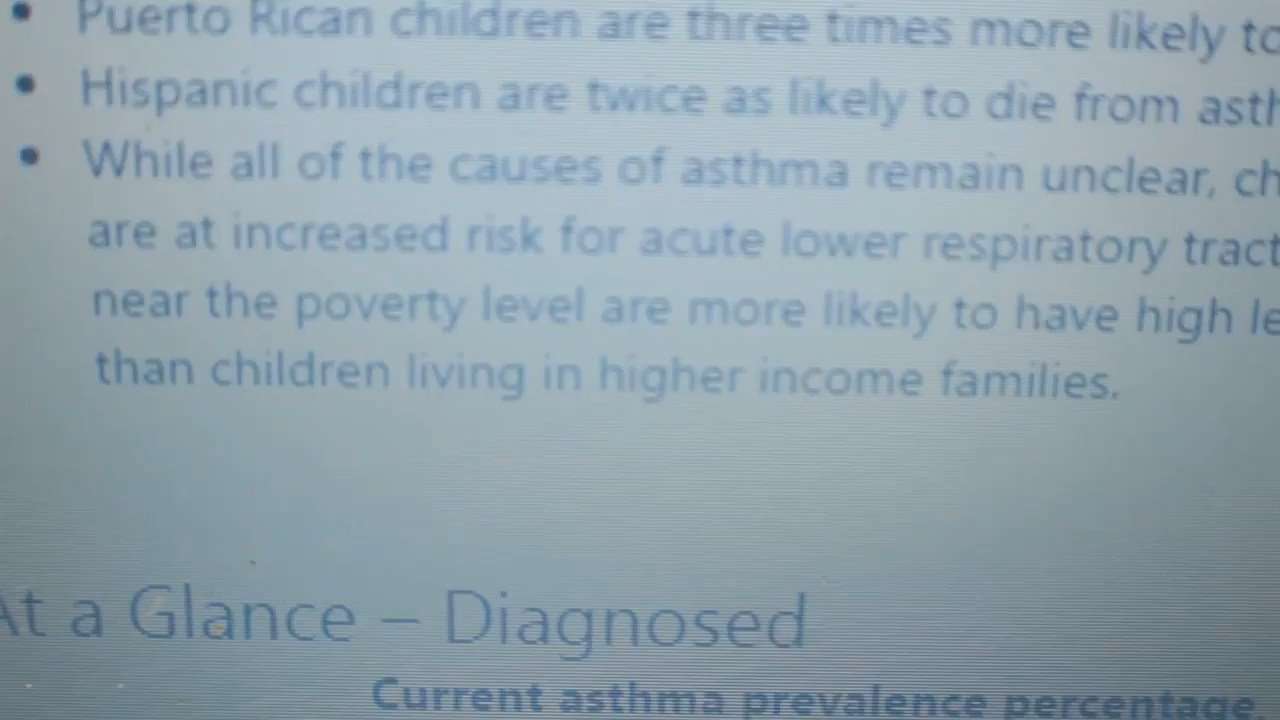 • Puerto Rican children are three times more likely to
• Hispanic children are twice as likely to die from asth
• While all of the causes of asthma remain unclear, ch
are at increased risk for acute lower respiratory tract
near the poverty level are more likely to have high le
than children living in higher income families.
At a Glance – Diagnosed
Current asthma prevalence percentage